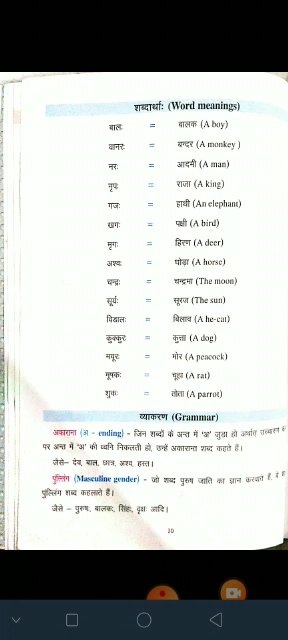 शब्दार्थाः (Word meanings)
बालः = बालक (A boy)
वानरः = बन्दर (A monkey )
नरः = आदमी (A man)
नृपः = राजा (A king)
गजः = हाथी (An elephant)
खगः = पक्षी (A bird)
मृगः = हिरण (A deer)
अश्वः = घोड़ा (A horse)
चन्द्रः = चन्द्रमा (The moon)
सूर्यः = सूरज (The sun)
विडालः = बिलाव (A he-cat)
कुक्कुरः = कुत्ता (A dog)
मयूरः = मोर (A peacock)
मूषकः = चूहा (A rat)
शुकः = तोता (A parrot)
व्याकरण (Grammar)
अकारान्त (अ - ending) - जिन शब्दों के अन्त में 'अ' जुड़ा हो अर्थात् उच्चारण
पर अन्त में 'अ' की ध्वनि निकलती हो, उन्हें अकारान्त शब्द कहते हैं।
जैसे– देव, बाल, छात्र, अश्व, हस्त।
पुंल्लिंग (Masculine gender) - जो शब्द पुरुष जाति का ज्ञान करवाते हैं, वे
पुंल्लिंग शब्द कहलाते हैं।
जैसे – पुरुषः, बालकः, सिंहः, वृक्षः आदि।